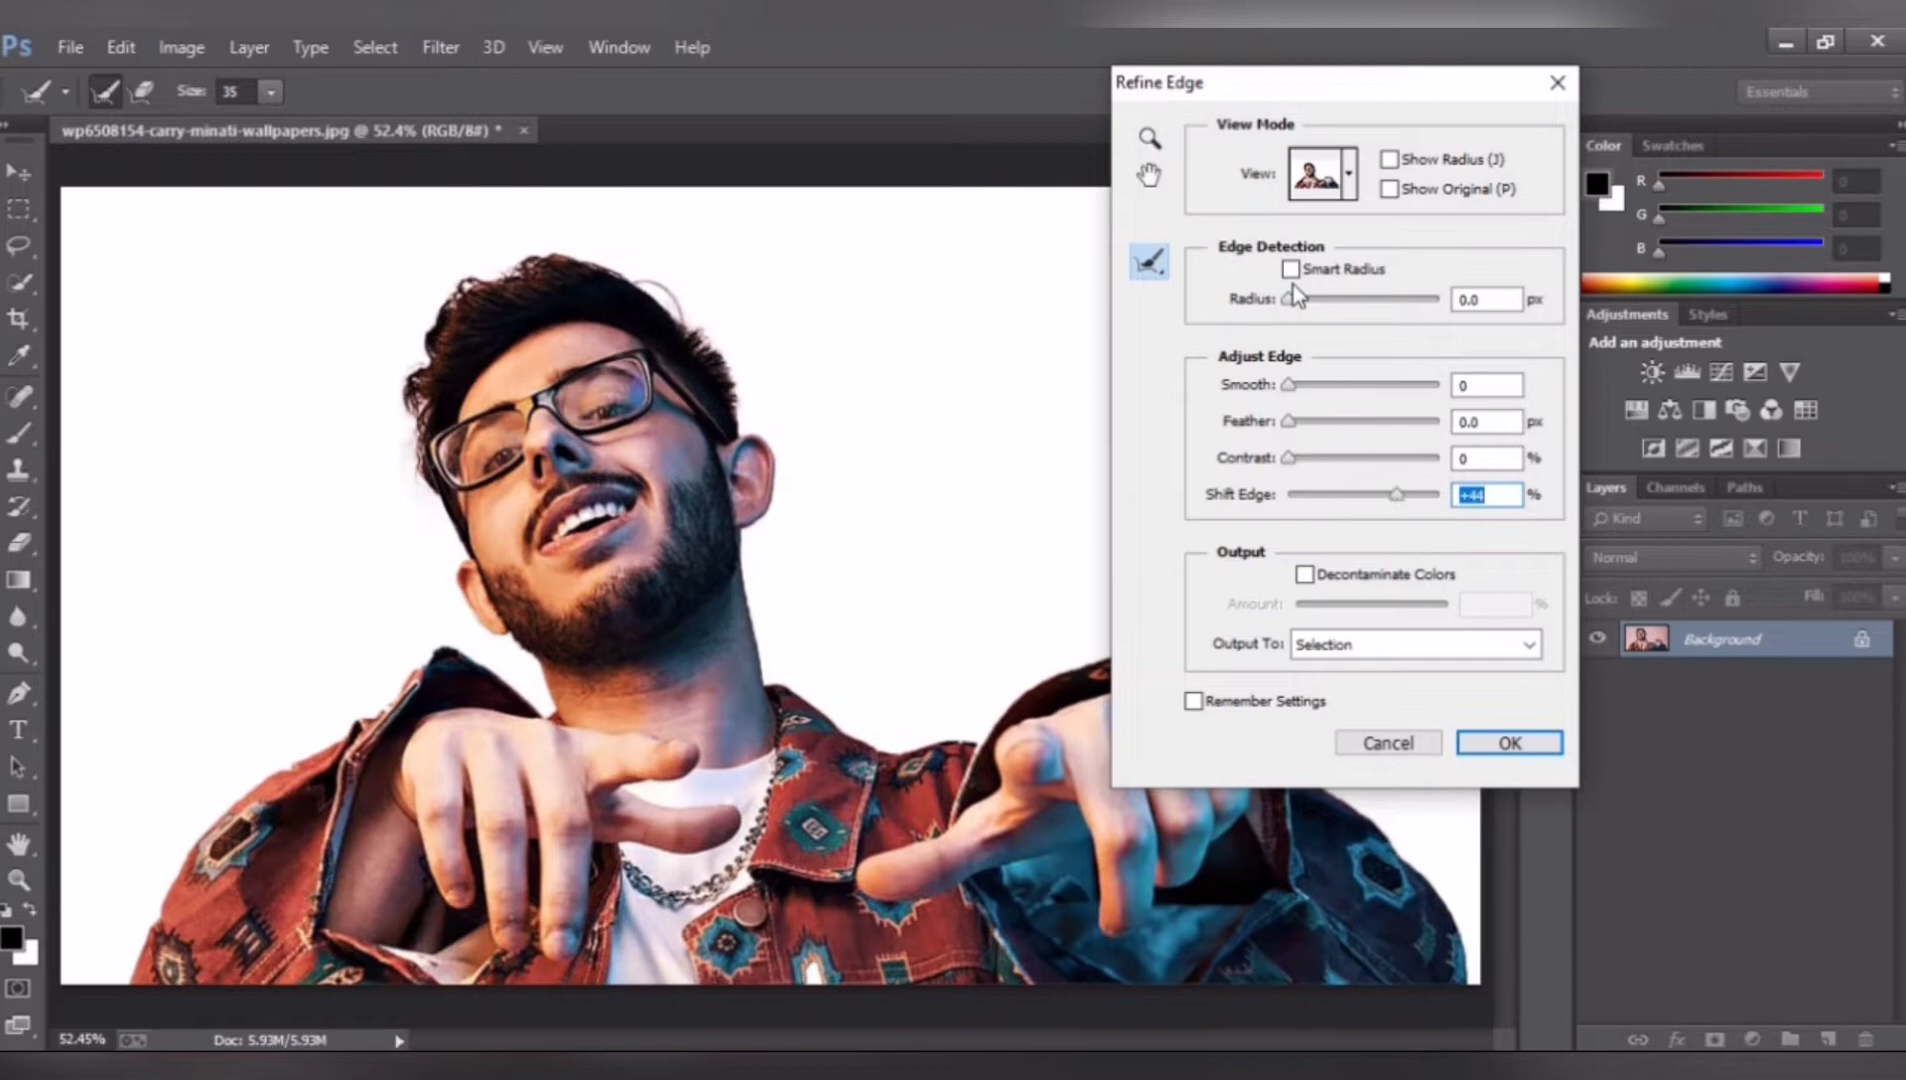 Ps File Edit Image Layer Type Select Filter 3D View Window Help
Size: 35
Essentials
wp6508154-carry-minati-wallpapers.jpg @ 52.4% (RGB/8#) * ×
Refine Edge
View Mode
View:
Show Radius (J)
Show Original (P)
Edge Detection
Smart Radius
Radius: 0.0 px
Adjust Edge
Smooth: 0
Feather: 0.0 px
Contrast: 0 %
Shift Edge: +44 %
Output
Decontaminate Colors
Amount: %
Output To: Selection
Remember Settings
Cancel OK
Color Swatches
R 0
G 0
B 0
Adjustments Styles
Add an adjustment
Layers Channels Paths
Kind
Normal Opacity: 100%
Lock: Fill: 100%
Background
T
52.45% Doc: 5.93M/5.93M
fx